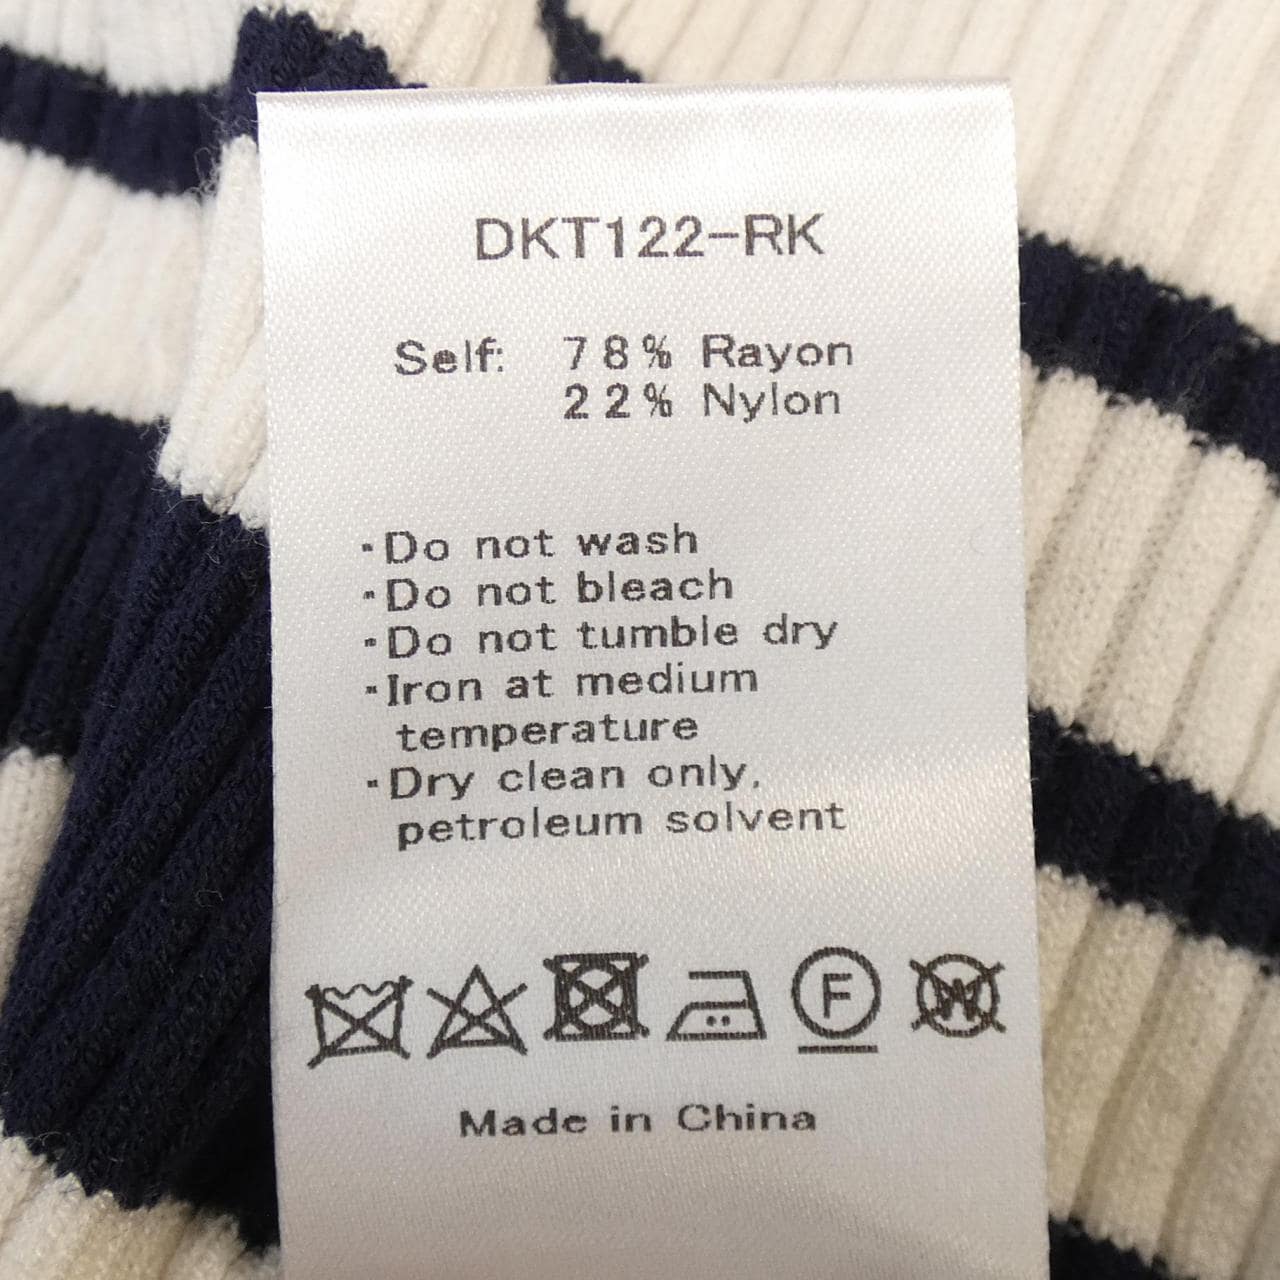 DKT122-RK
Self: 78% Rayon
22% Nylon
·Do not wash
·Do not bleach
·Do not tumble dry
·Iron at medium
temperature
·Dry clean only,
petroleum solvent
F W
Made in China